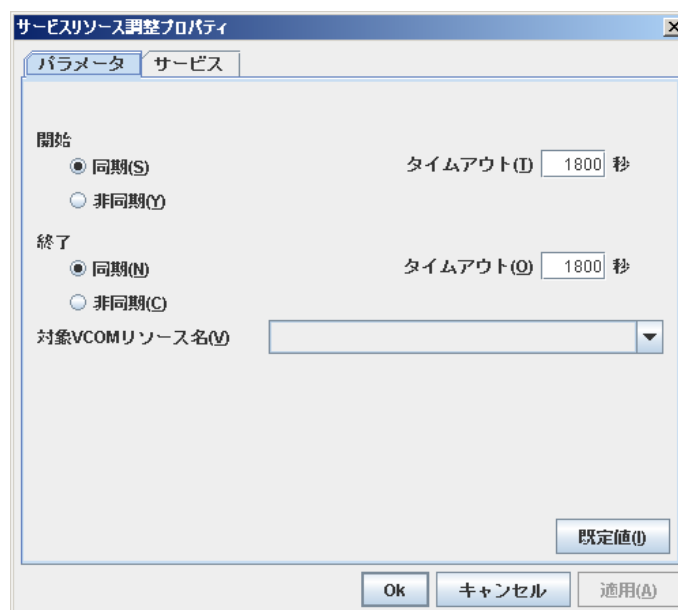 サービスリソース調整プロパティ
パラメータ サービス
開始
同期(S) タイムアウト(T) 1800 秒
非同期(Y)
終了
同期(N) タイムアウト(O) 1800 秒
非同期(C)
対象VCOMリソース名(V)
既定値(I)
Ok キャンセル 適用(A)